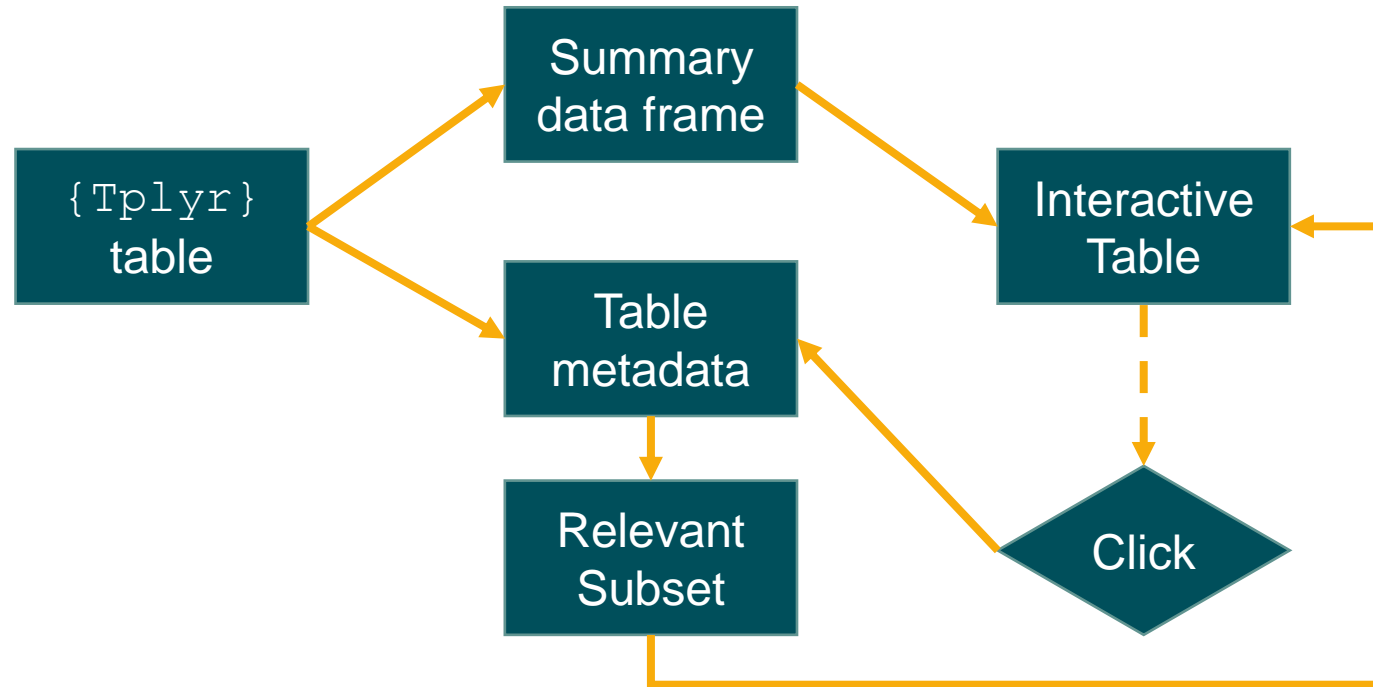 Summary
data frame
{Tplyr}
table
Interactive
Table
Table
metadata
Relevant
Subset
Click